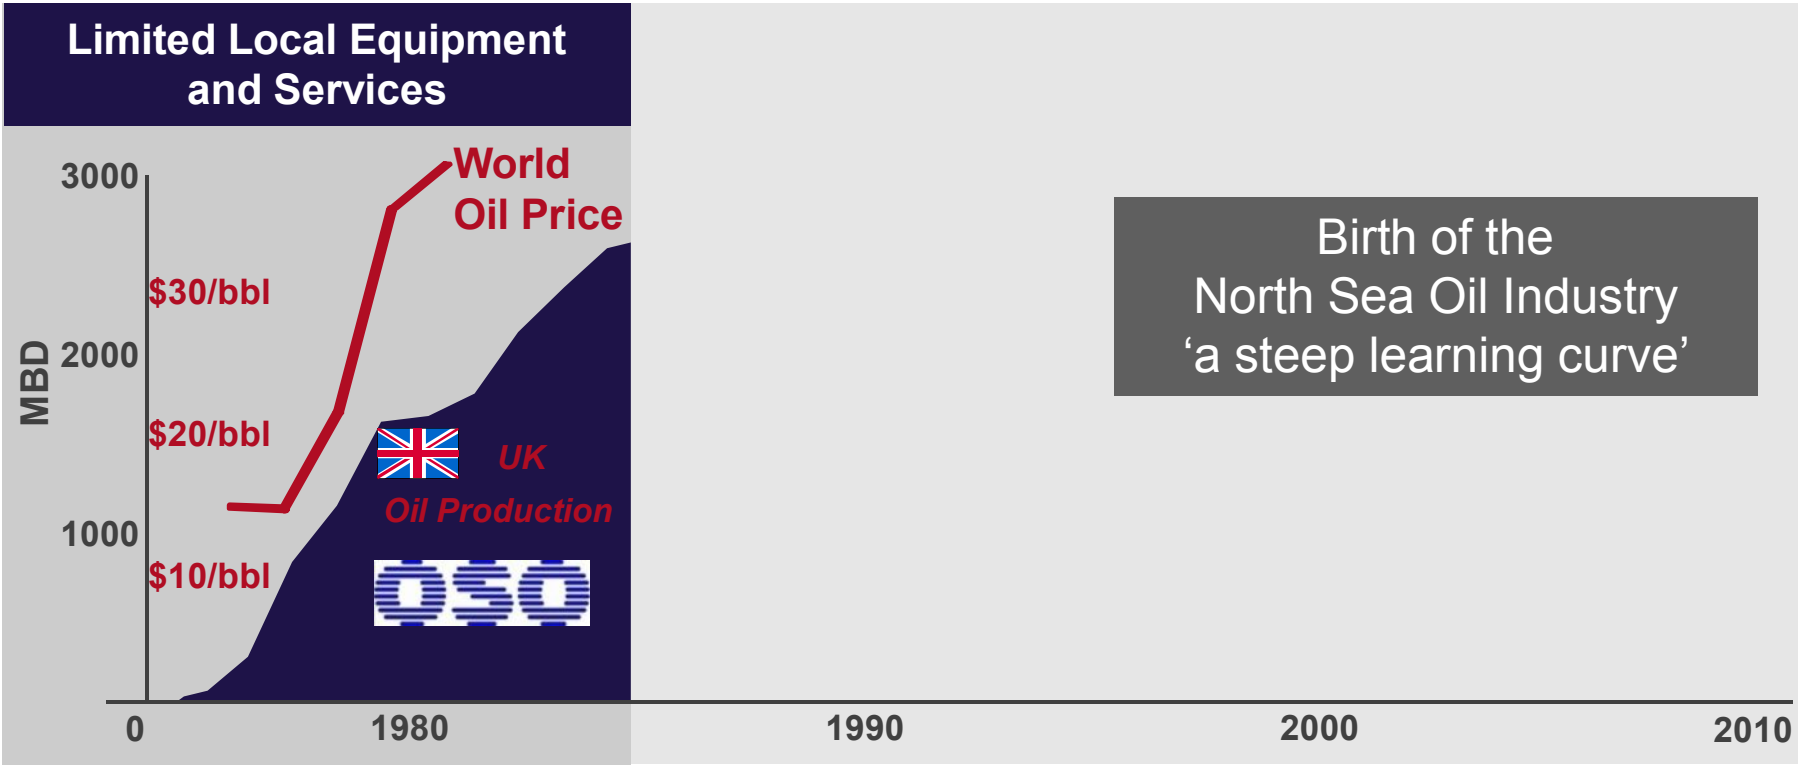 Limited Local Equipment
and Services
World
Oil Price
3000
$30/bbl
2000
MBD
$20/bbl
UK
Oil Production
1000
$10/bbl
OSO
0
1980
1990
2000
2010
Birth of the
North Sea Oil Industry
‘a steep learning curve’